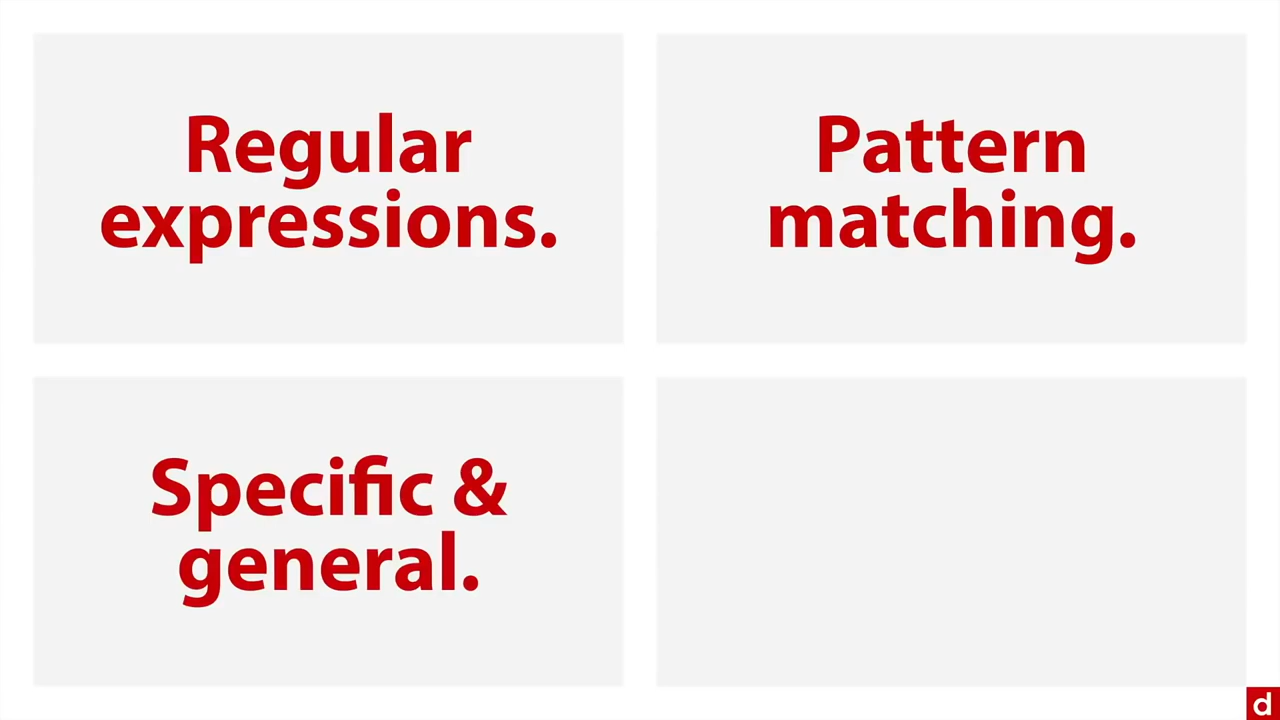 Regular
expressions.
Pattern
matching.
Specific &
general.
d